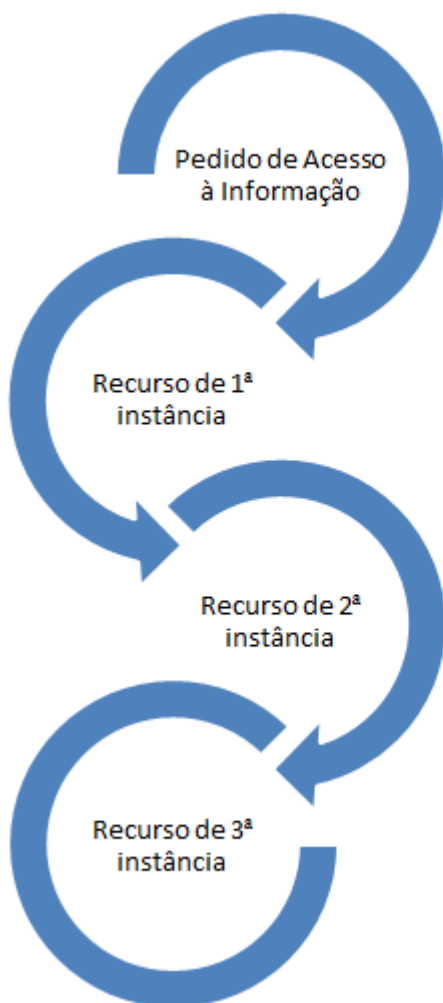 Pedido de Acesso
à Informação
Recurso de 1ª
instância
Recurso de 2ª
instância
Recurso de 3ª
instância